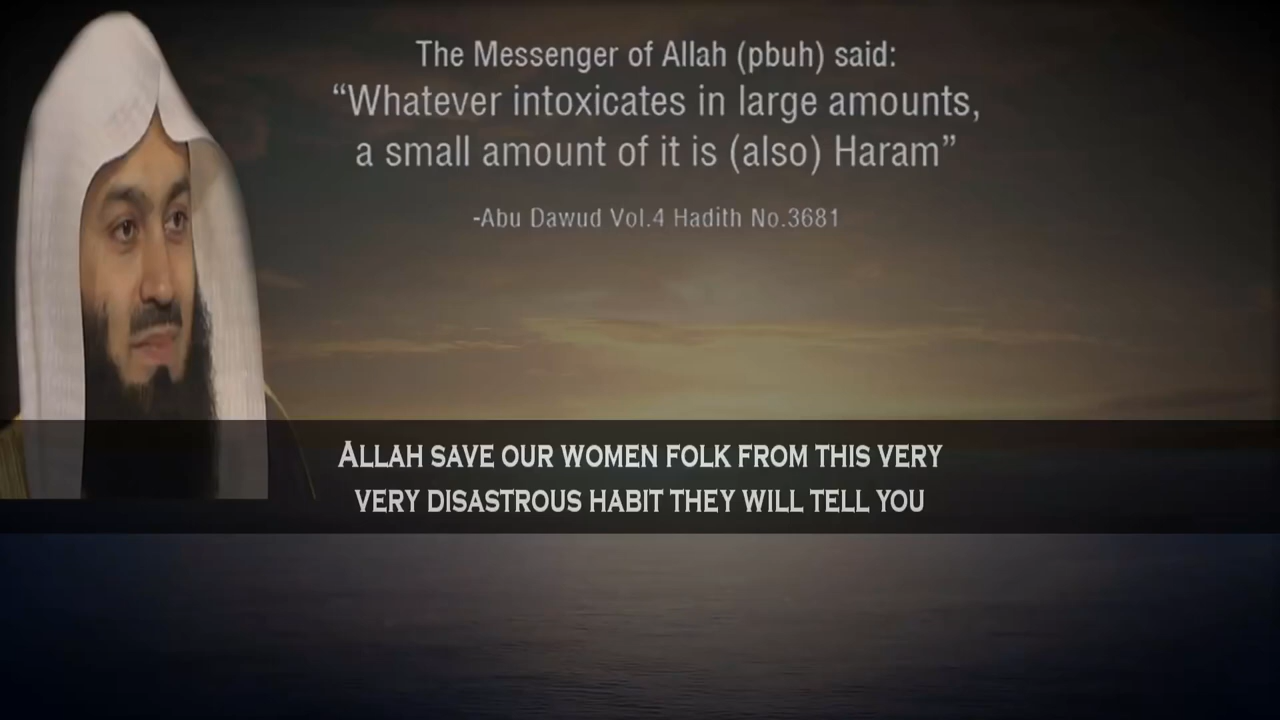 The Messenger of Allah (pbuh) said:
“Whatever intoxicates in large amounts,
a small amount of it is (also) Haram”
-Abu Dawud Vol.4 Hadith No.3681
ALLAH SAVE OUR WOMEN FOLK FROM THIS VERY
VERY DISASTROUS HABIT THEY WILL TELL YOU